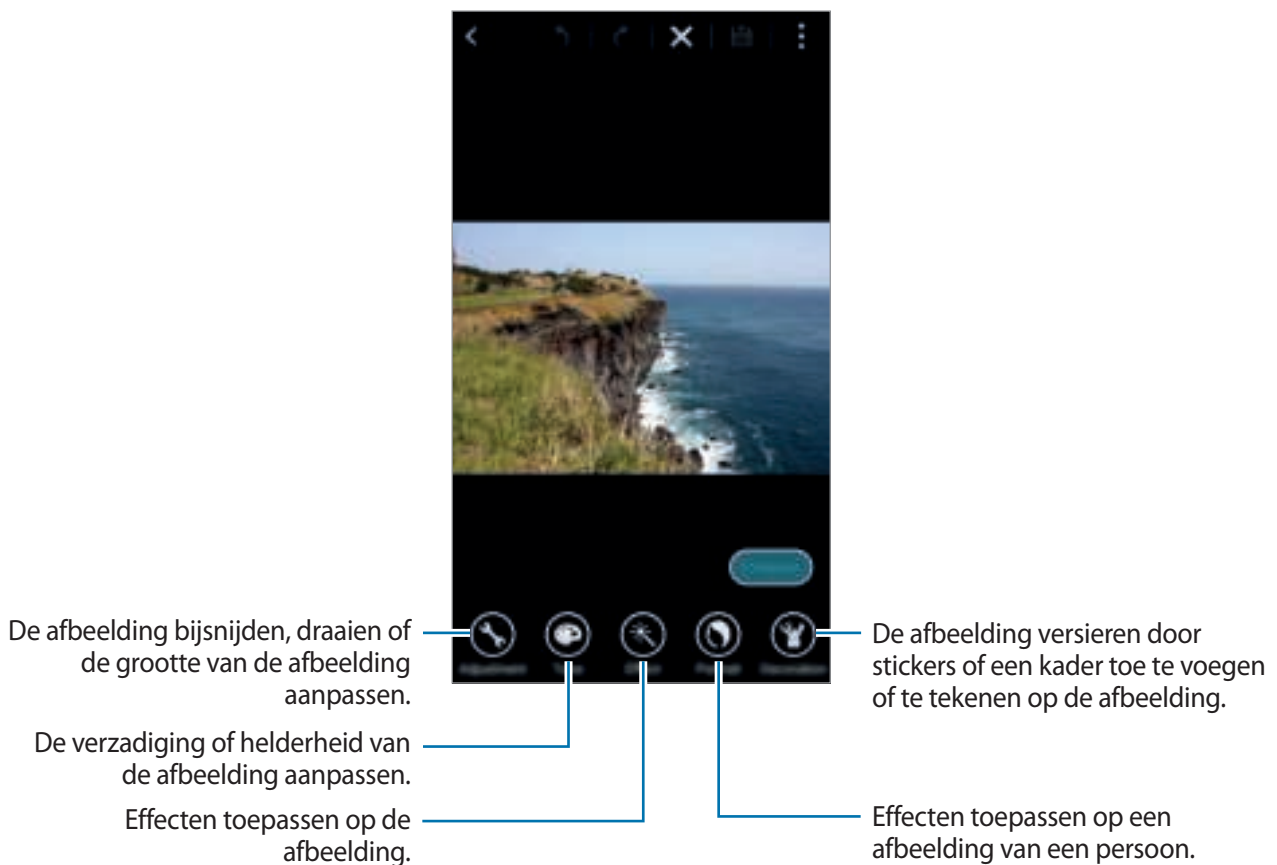 De afbeelding bijsnijden, draaien of
de grootte van de afbeelding
aanpassen.
De verzadiging of helderheid van
de afbeelding aanpassen.
Effecten toepassen op de
afbeelding.
De afbeelding versieren door
stickers of een kader toe te voegen
of te tekenen op de afbeelding.
Effecten toepassen op een
afbeelding van een persoon.